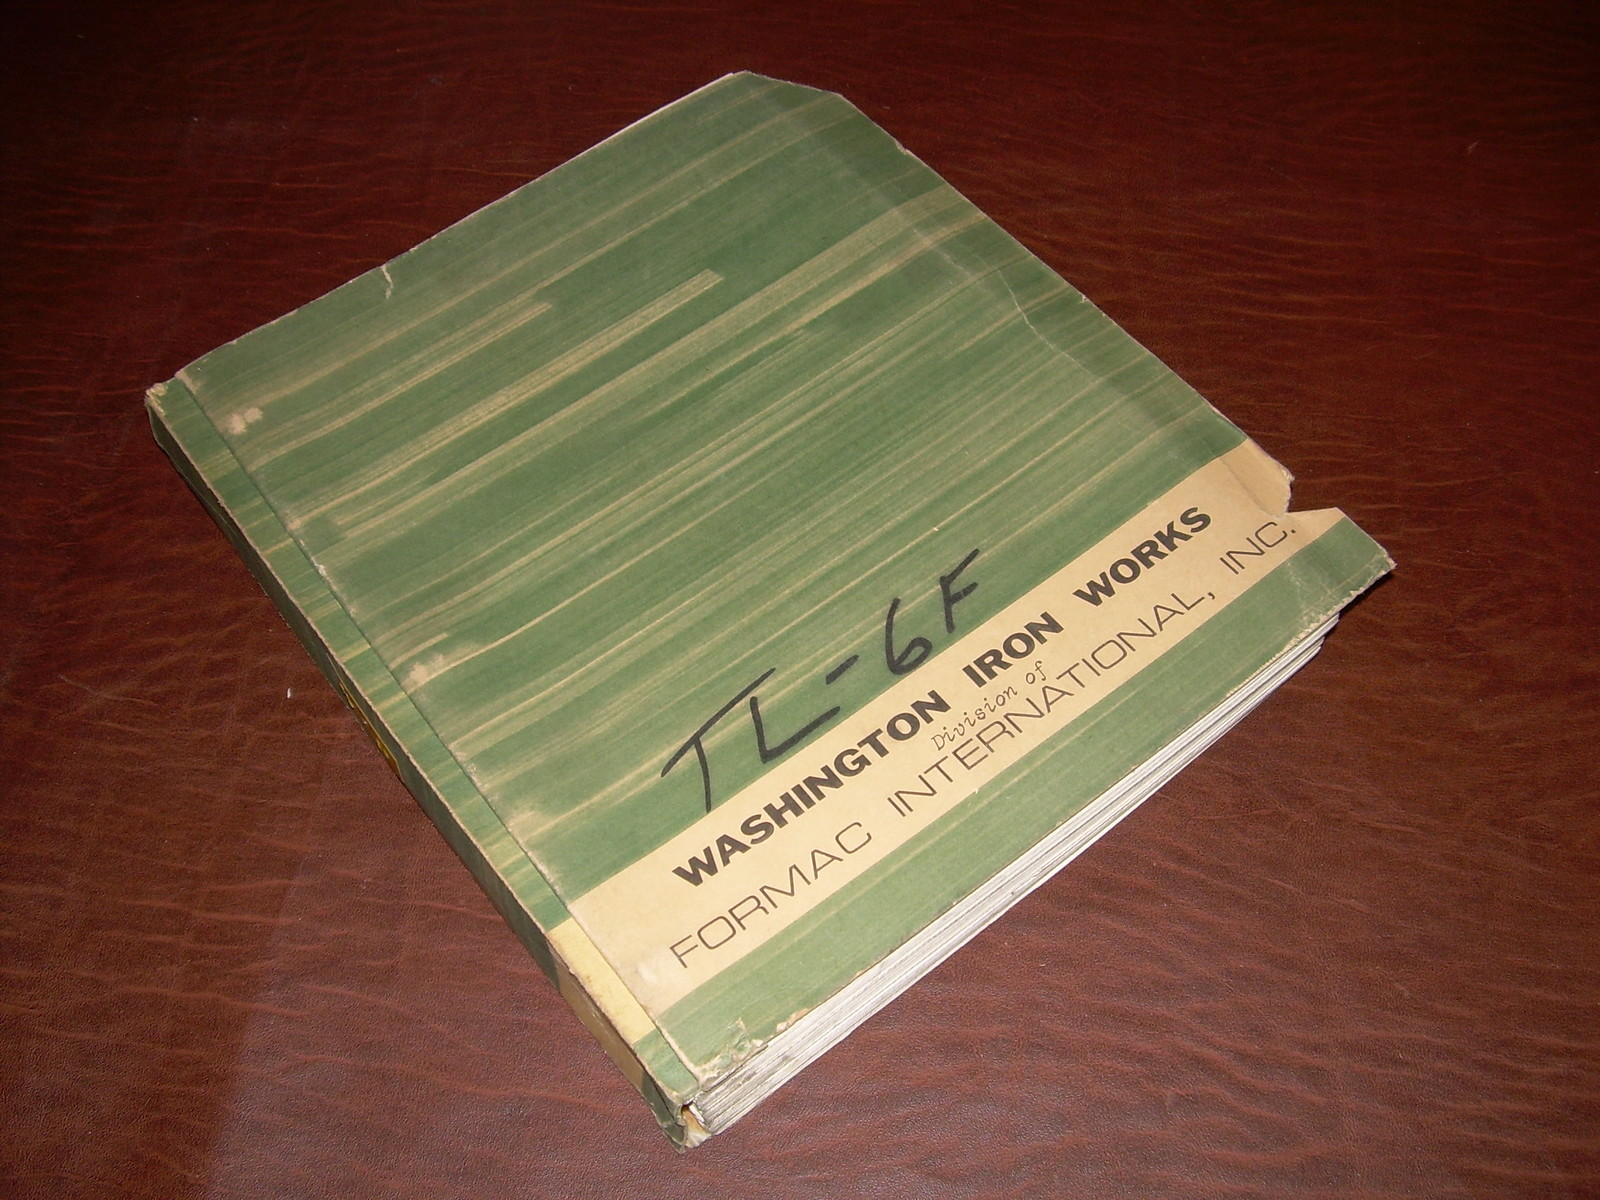 TL-6F
WASHINGTON IRON WORKS
Division of
FORMAC INTERNATIONAL, INC.